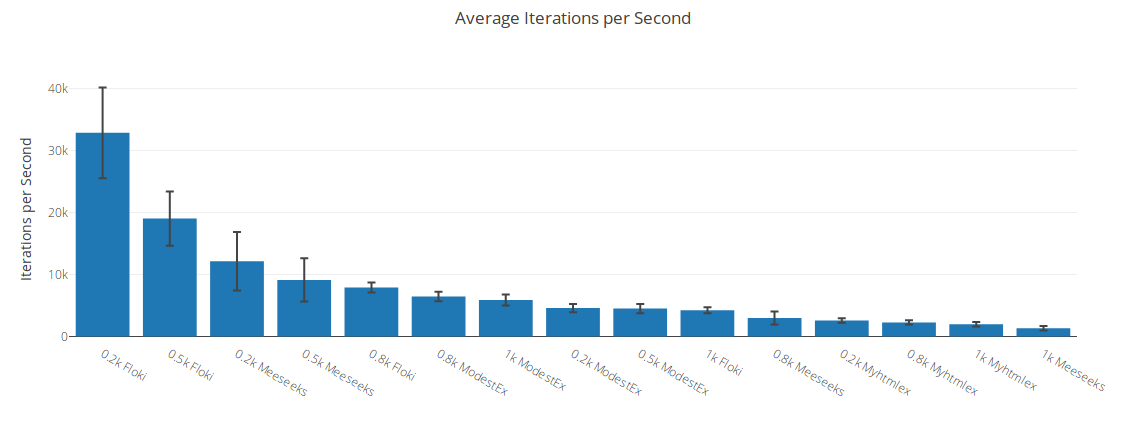 Average Iterations per Second
Iterations per Second
40k
30k
20k
10k
0
0.2k Floki
0.5k Floki
0.2k Meeseeks
0.5k Meeseeks
0.8k Floki
0.8k ModestEx
1k ModestEx
0.2k ModestEx
0.5k ModestEx
1k Floki
0.8k Meeseeks
0.2k Myhtmlex
0.8k Myhtmlex
1k Myhtmlex
1k Meeseeks